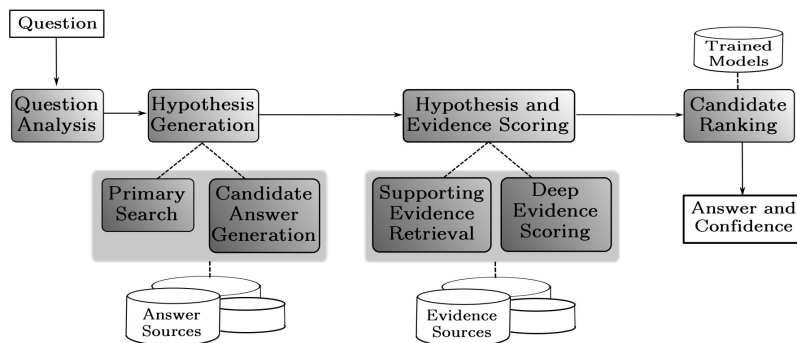 Question
Trained
Models
Question
Analysis
Hypothesis
Generation
Hypothesis and
Evidence Scoring
Candidate
Ranking
Primary
Search
Candidate
Answer
Generation
Supporting
Evidence
Retrieval
Deep
Evidence
Scoring
Answer and
Confidence
Answer
Sources
Evidence
Sources